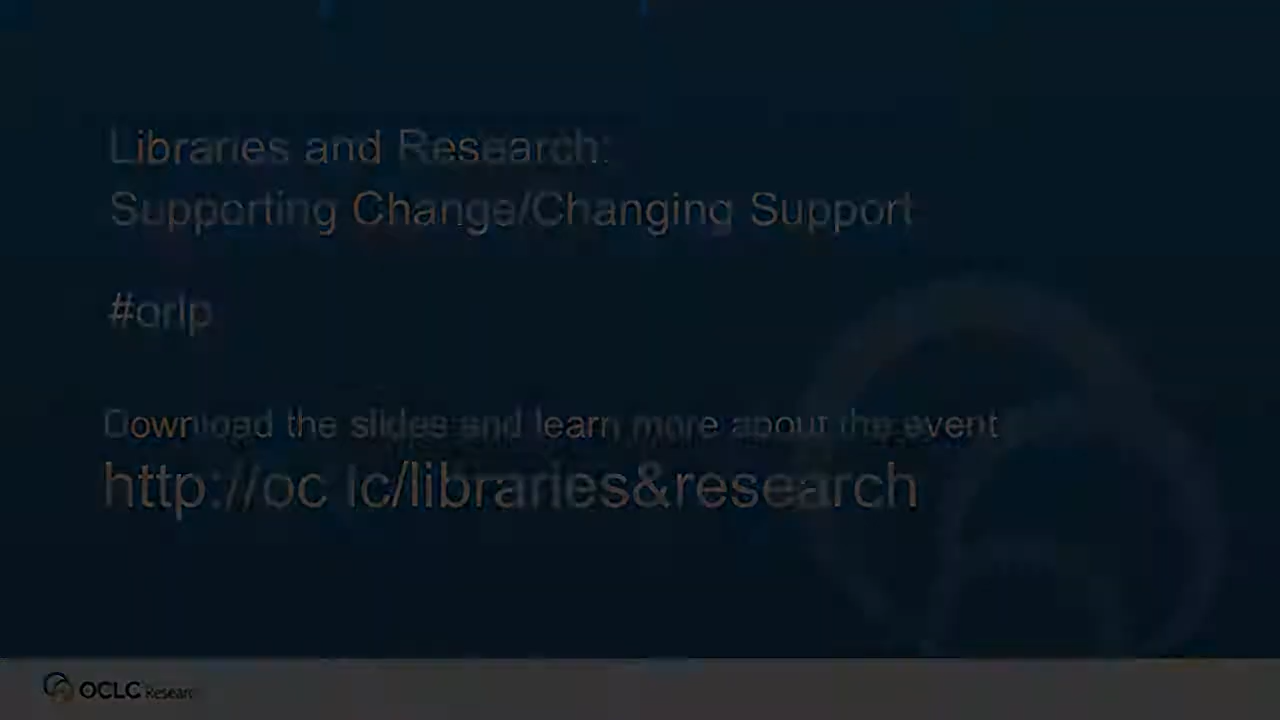 Libraries and Research:
Supporting Change/Changing Support
#orlp
Download the slides and learn more about the event
http://oc.lc/libraries&research
OCLC Research